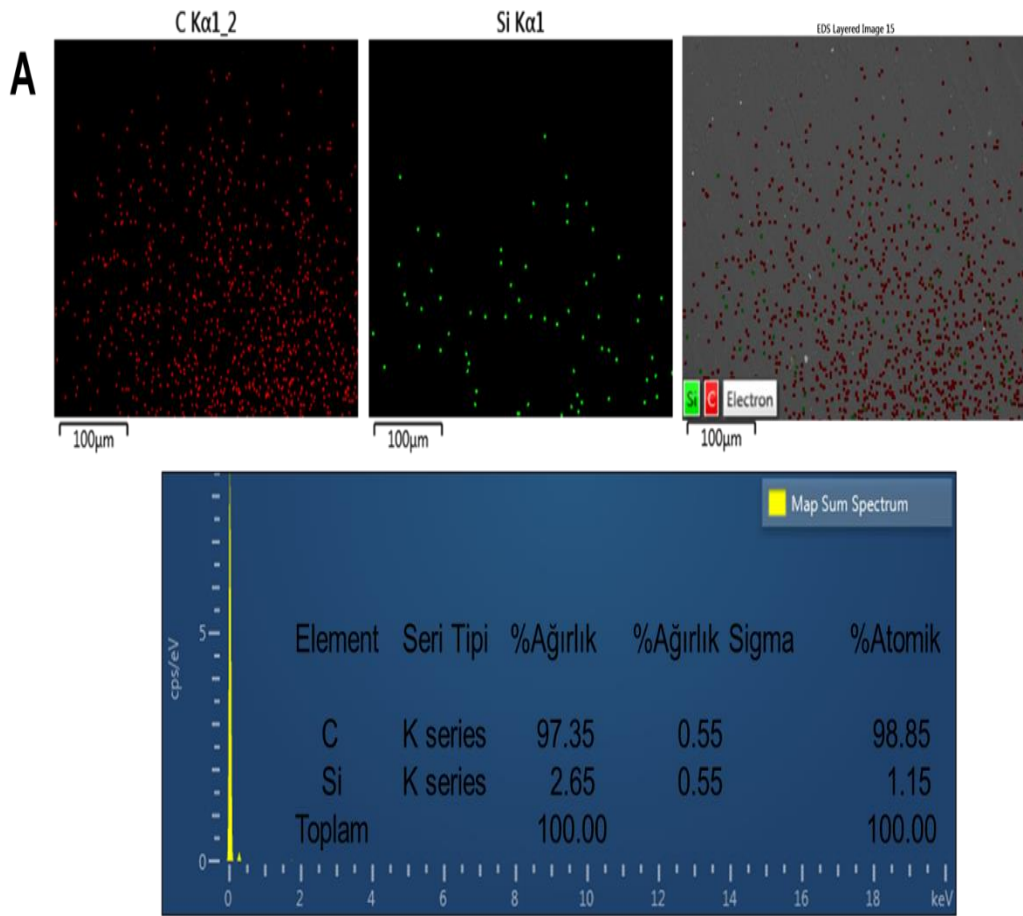 A
C Kα1_2
Si Kα1
EDS Layered Image 15
Si C Electron
100µm
100µm
100µm
Map Sum Spectrum
cps/eV
5
0
Element Seri Tipi %Ağırlık %Ağırlık Sigma %Atomik
C K series 97.35 0.55 98.85
Si K series 2.65 0.55 1.15
Toplam 100.00 100.00
0 2 4 6 8 10 12 14 16 18 keV